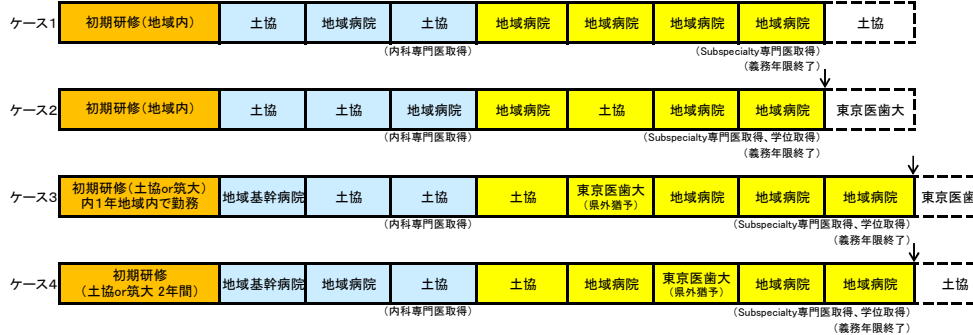 ケース1 初期研修(地域内) 土協 地域病院 土協 地域病院 地域病院 地域病院 地域病院 土協
(内科専門医取得) (Subspecialty専門医取得)
(義務年限終了)
ケース2 初期研修(地域内) 土協 土協 地域病院 地域病院 土協 地域病院 地域病院 東京医歯大
(内科専門医取得) (Subspecialty専門医取得、学位取得)
(義務年限終了)
ケース3 初期研修(土協or筑大) 地域基幹病院 土協 土協 土協 東京医歯大 地域病院 地域病院 地域病院 東京医歯
内1年地域内で勤務 (県外猶予)
(内科専門医取得) (Subspecialty専門医取得、学位取得)
(義務年限終了)
ケース4 初期研修 地域基幹病院 地域病院 土協 土協 地域病院 東京医歯大 地域病院 地域病院 土協
(土協or筑大 2年間) (県外猶予)
(内科専門医取得) (Subspecialty専門医取得、学位取得)
(義務年限終了)